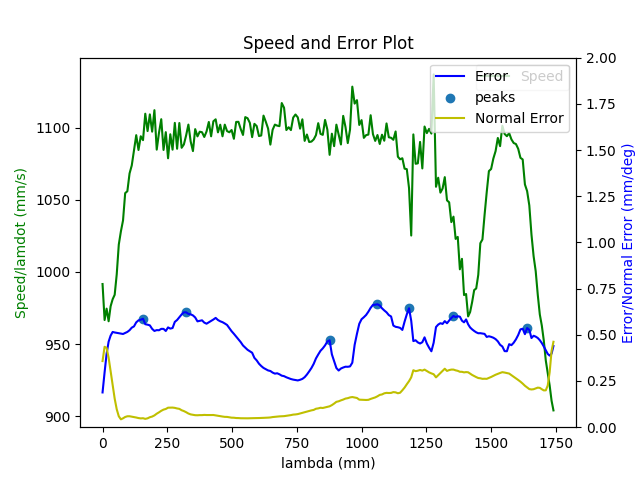 Speed and Error Plot
Error
peaks
Normal Error
Speed
Speed/lamdot (mm/s)
1100
1050
1000
950
900
2.00
1.75
1.50
1.25
1.00
0.75
0.50
0.25
0.00
Error/Normal Error (mm/deg)
0 250 500 750 1000 1250 1500 1750
lambda (mm)